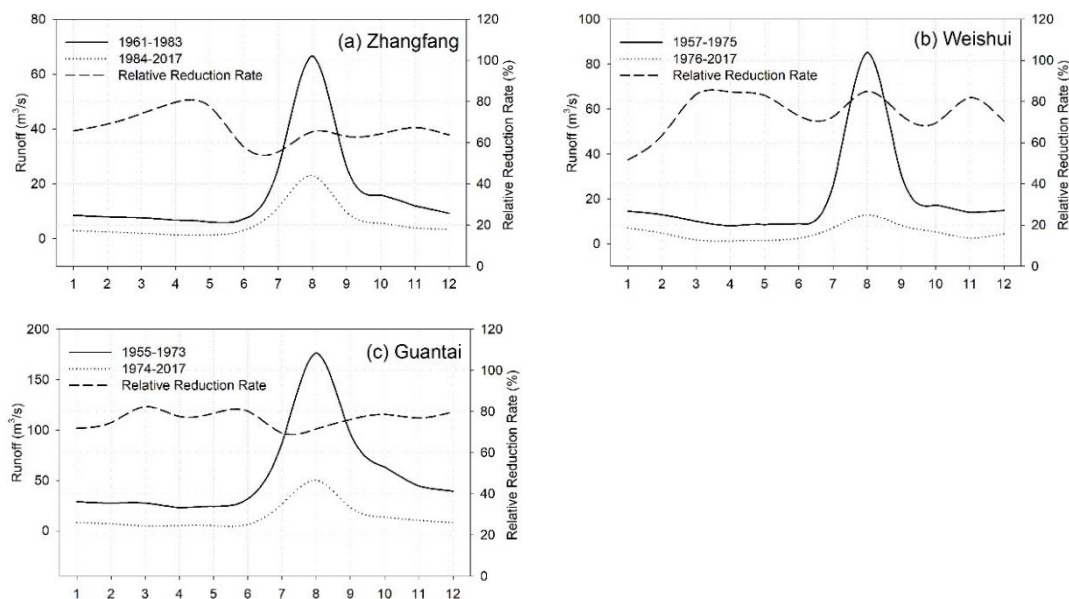 (a) Zhangfang
1961-1983
1984-2017
Relative Reduction Rate
Runoff (m³/s)
80
60
40
20
0
Relative Reduction Rate (%)
120
100
80
60
40
20
0
1 2 3 4 5 6 7 8 9 10 11 12
(b) Weishui
1957-1975
1976-2017
Relative Reduction Rate
Runoff (m³/s)
100
80
60
40
20
0
Relative Reduction Rate (%)
120
100
80
60
40
20
0
1 2 3 4 5 6 7 8 9 10 11 12
(c) Guantai
1955-1973
1974-2017
Relative Reduction Rate
Runoff (m³/s)
200
150
100
50
0
Relative Reduction Rate (%)
120
100
80
60
40
20
0
1 2 3 4 5 6 7 8 9 10 11 12